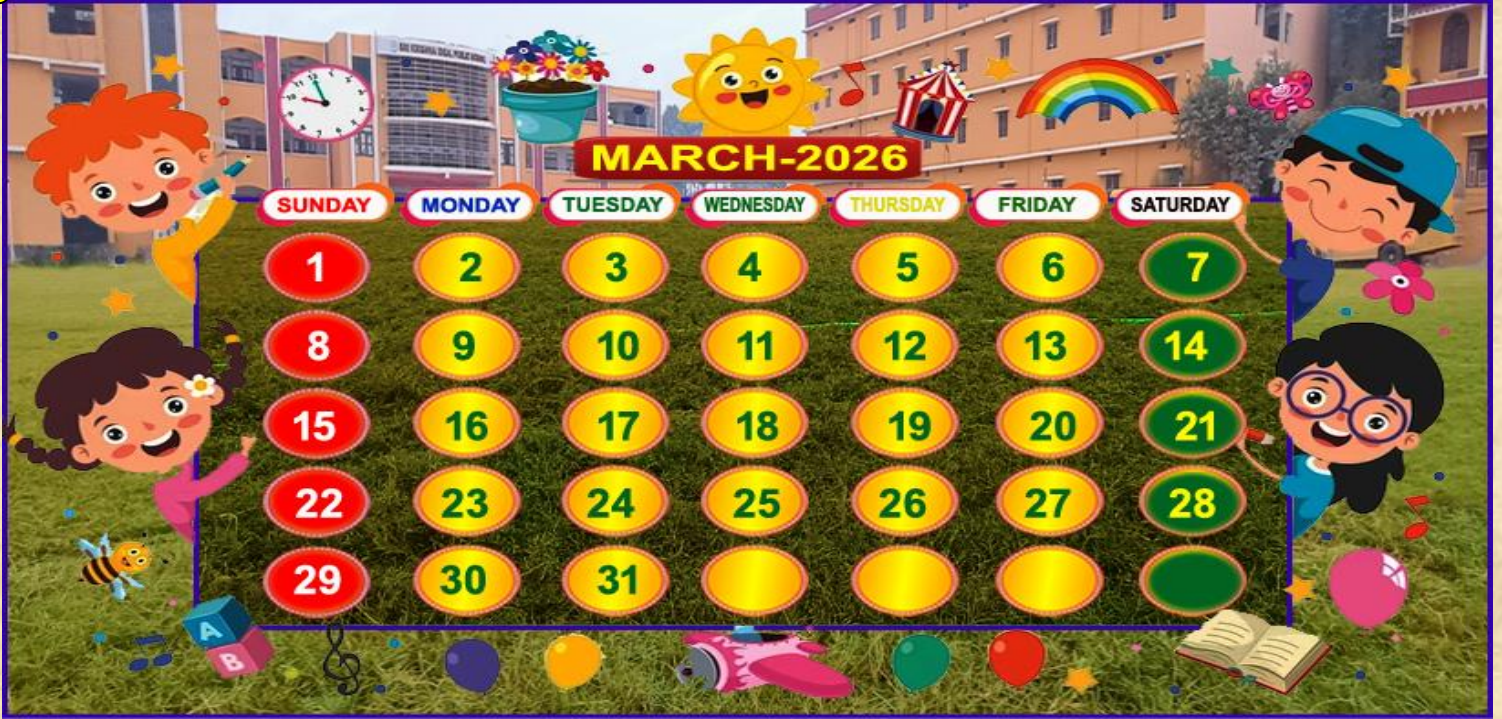 MARCH-2026
SUNDAY MONDAY TUESDAY WEDNESDAY THURSDAY FRIDAY SATURDAY
1 2 3 4 5 6 7
8 9 10 11 12 13 14
15 16 17 18 19 20 21
22 23 24 25 26 27 28
29 30 31
A
B